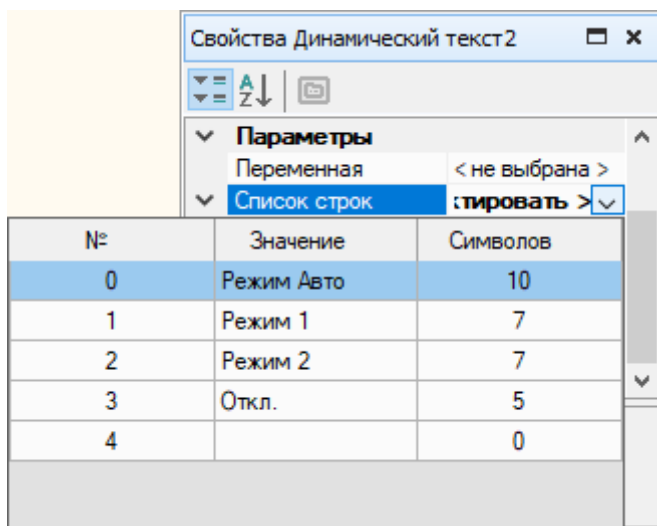 Свойства Динамический текст2
Параметры
Переменная < не выбрана >
Список строк ктировать >
№ Значение Символов
0 Режим Авто 10
1 Режим 1 7
2 Режим 2 7
3 Откл. 5
4 0